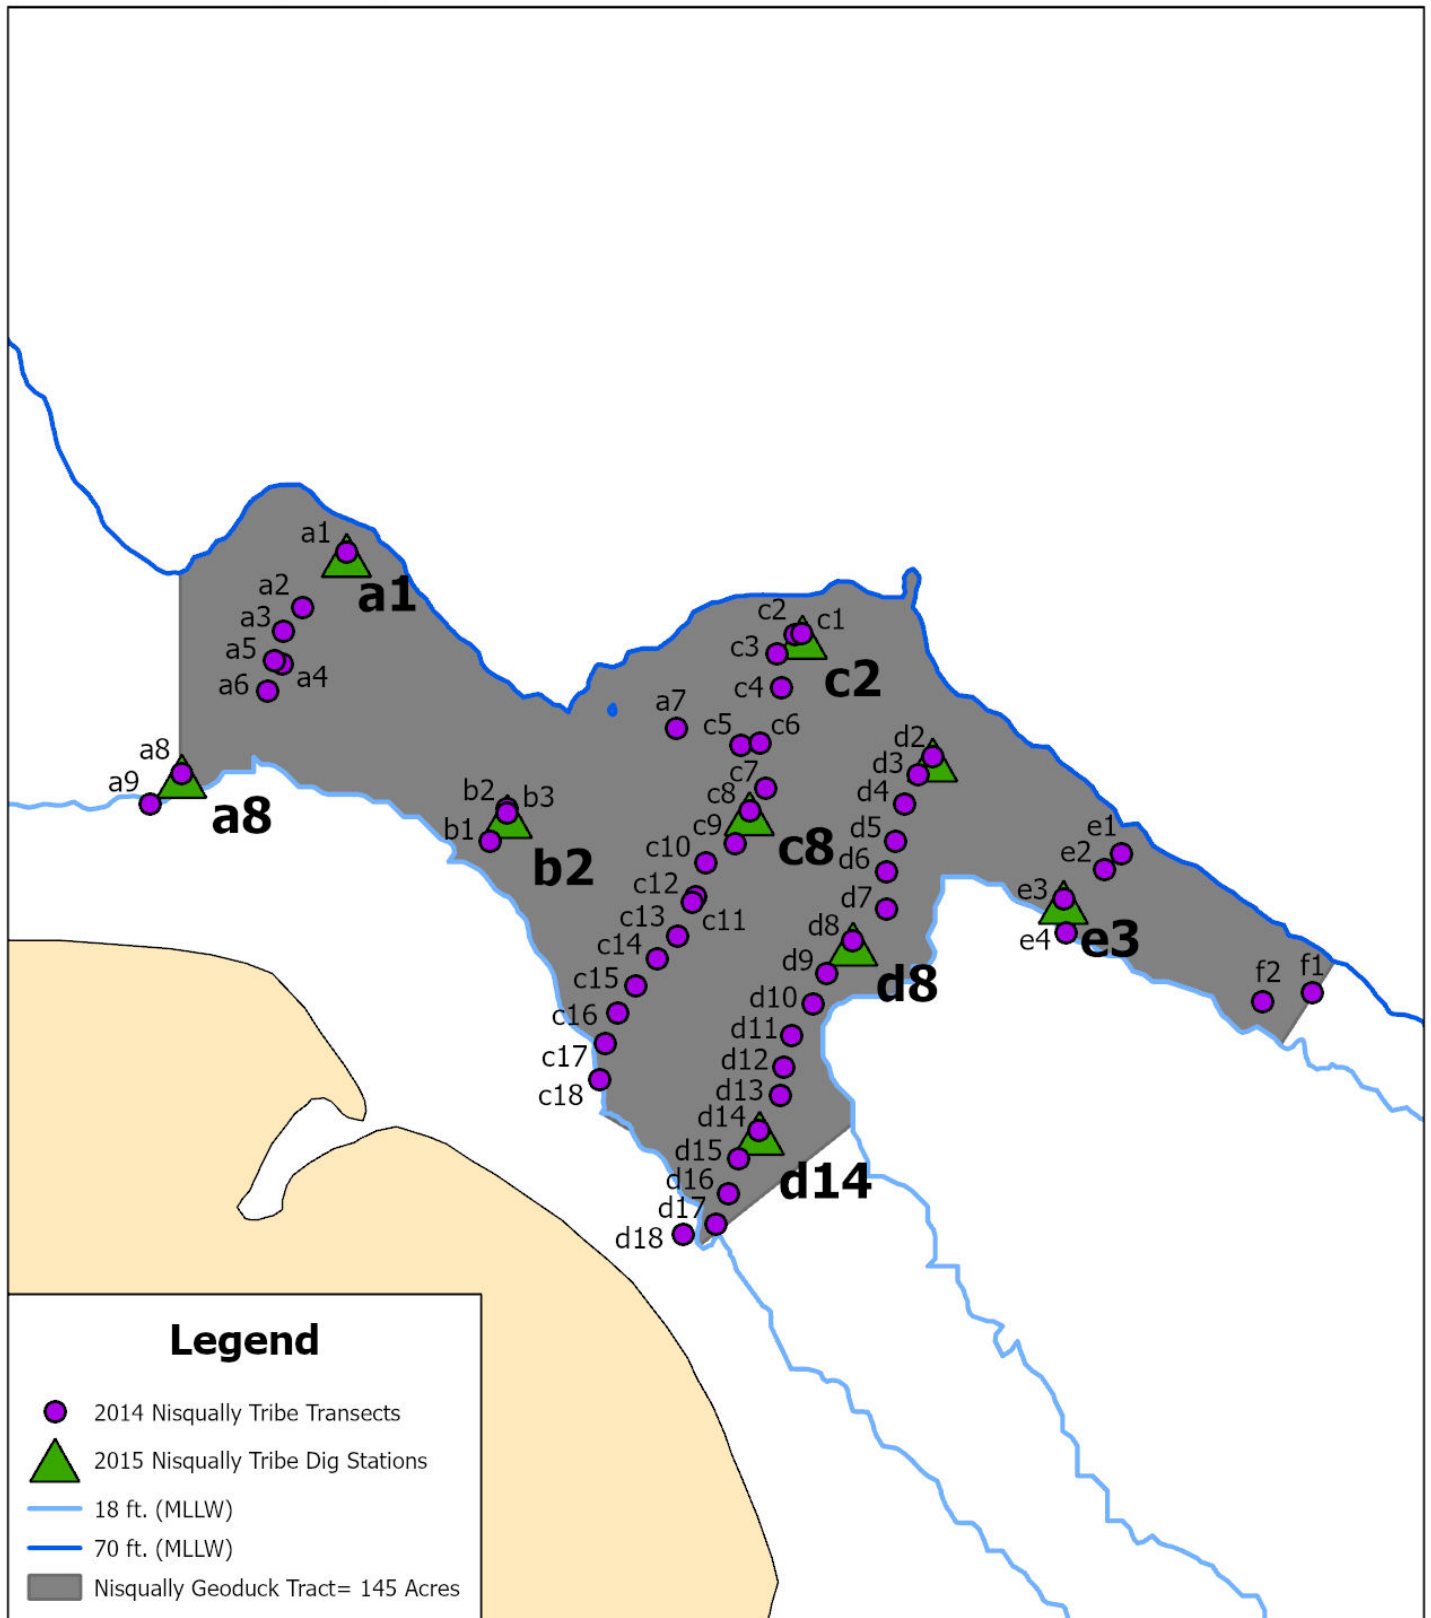 a1
a1
a2
a3
a5
a4
a6
a8
a9
a8
b2
b3
b1
b2
a7
c2
c1
c3
c2
c4
c5
c6
c7
c8
c9
c8
c10
c12
c11
c13
c14
c15
c16
c17
c18
d2
d3
d4
d5
d6
d7
d8
d9
d8
d10
d11
d12
d13
d14
d15
d14
d16
d17
d18
e1
e2
e3
e4
e3
f2
f1
Legend
2014 Nisqually Tribe Transects
2015 Nisqually Tribe Dig Stations
18 ft. (MLLW)
70 ft. (MLLW)
Nisqually Geoduck Tract= 145 Acres